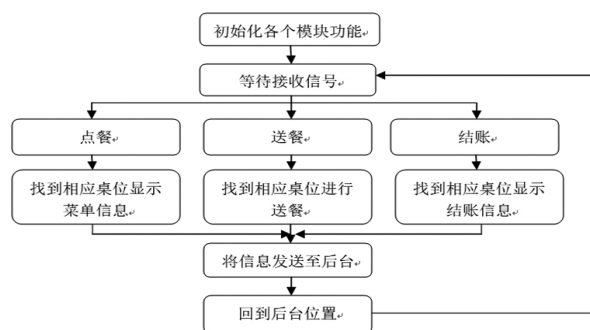 初始化各个模块功能
等待接收信号
点餐
送餐
结账
找到相应桌位显示
菜单信息
找到相应桌位进行
送餐
找到相应桌位显示
结账信息
将信息发送至后台
回到后台位置